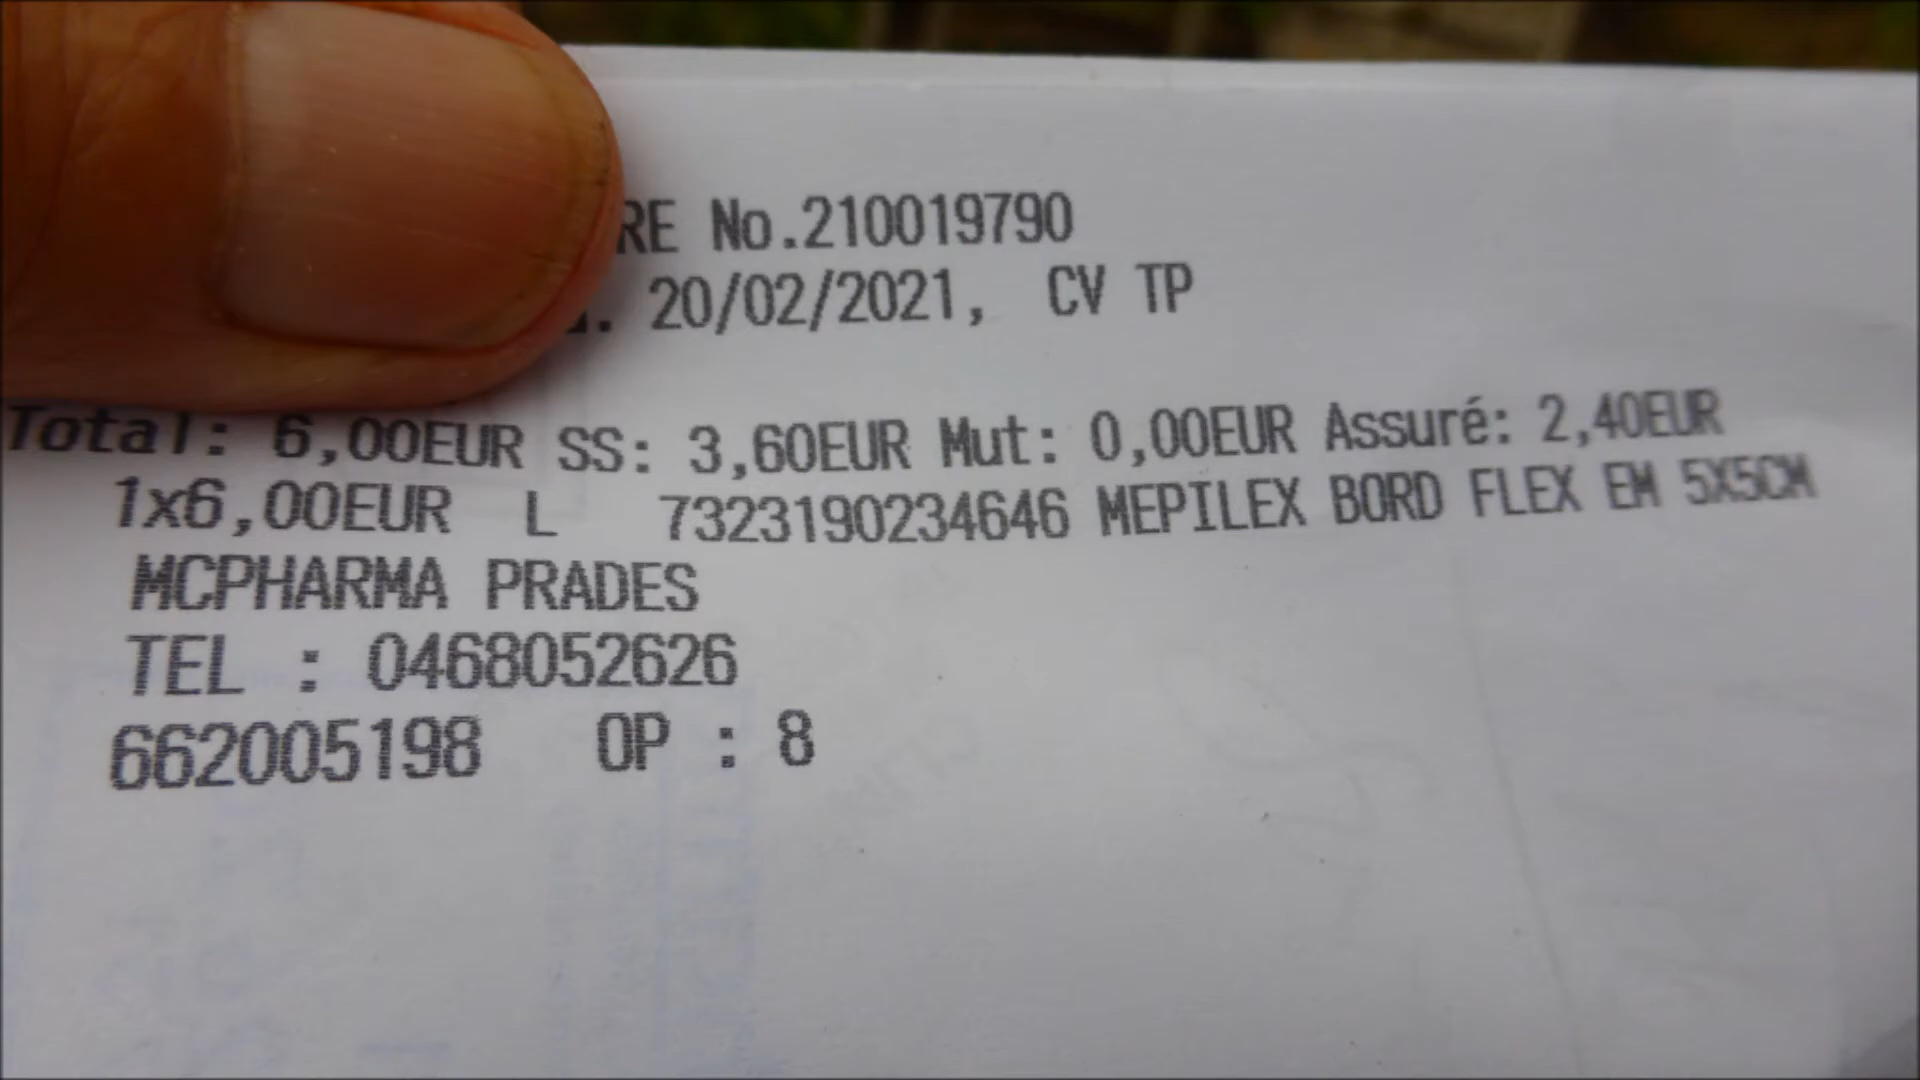 No.210019790
20/02/2021, CV TP
Total: 6,00EUR SS: 3,60EUR Mut: 0,00EUR Assuré: 2,40EUR
1x6,00EUR L 7323190234646 MEPILEX BORD FLEX EM 5X5CM
MCPHARMA PRADES
TEL : 0468052626
662005198 OP : 8